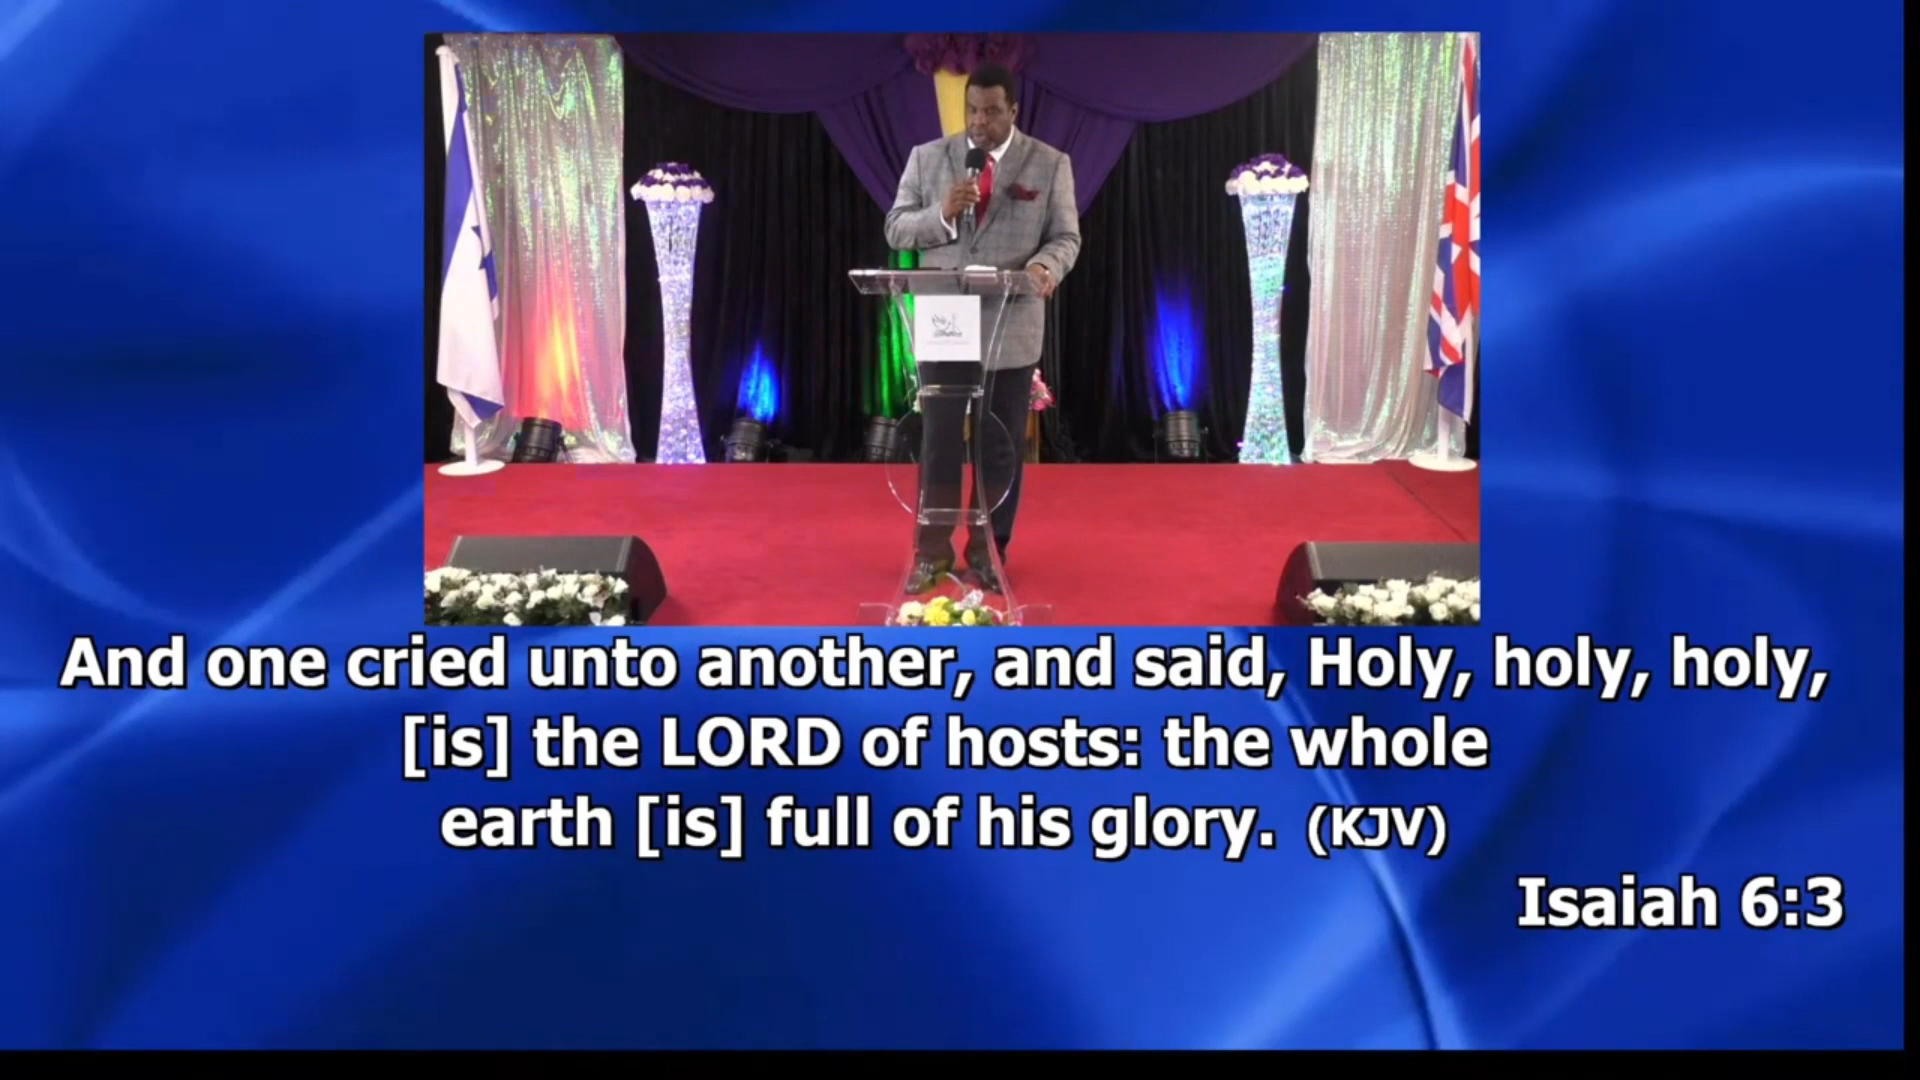 And one cried unto another, and said, Holy, holy, holy,
[is] the LORD of hosts: the whole
earth [is] full of his glory. (KJV)
Isaiah 6:3